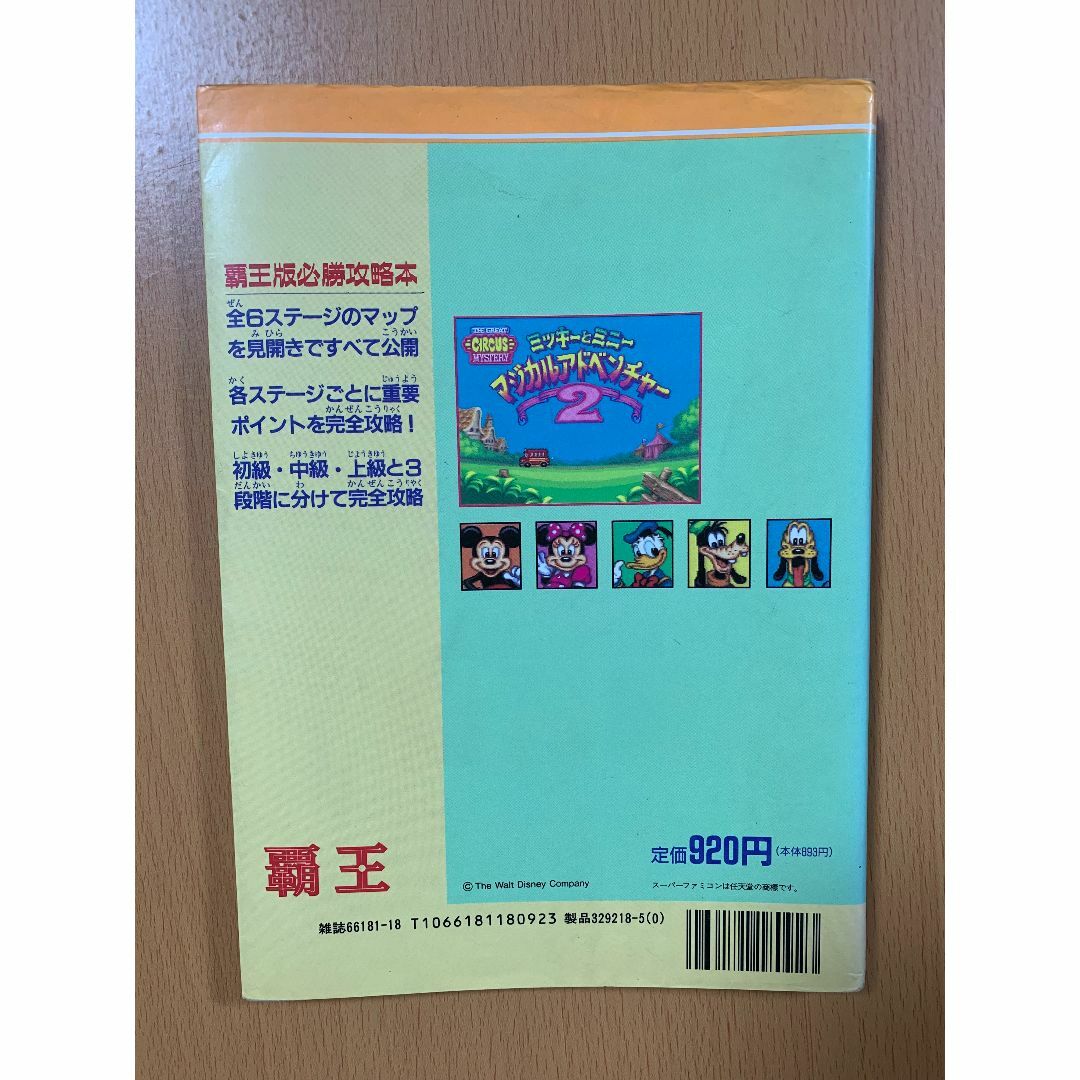 覇王版必勝攻略本
全6ステージのマップ
を見開きですべて公開
各ステージごとに重要
ポイントを完全攻略!
初級・中級・上級と3
段階に分けて完全攻略
THE GREAT
CIRCUS
MYSTERY
ミッキーとミニー
マジカルアドベンチャー
2
覇王
定価920円(本体893円)
© The Walt Disney Company
スーパーファミコンは任天堂の商標です。
雑誌66181-18 T1066181180923 製品329218-5(0)